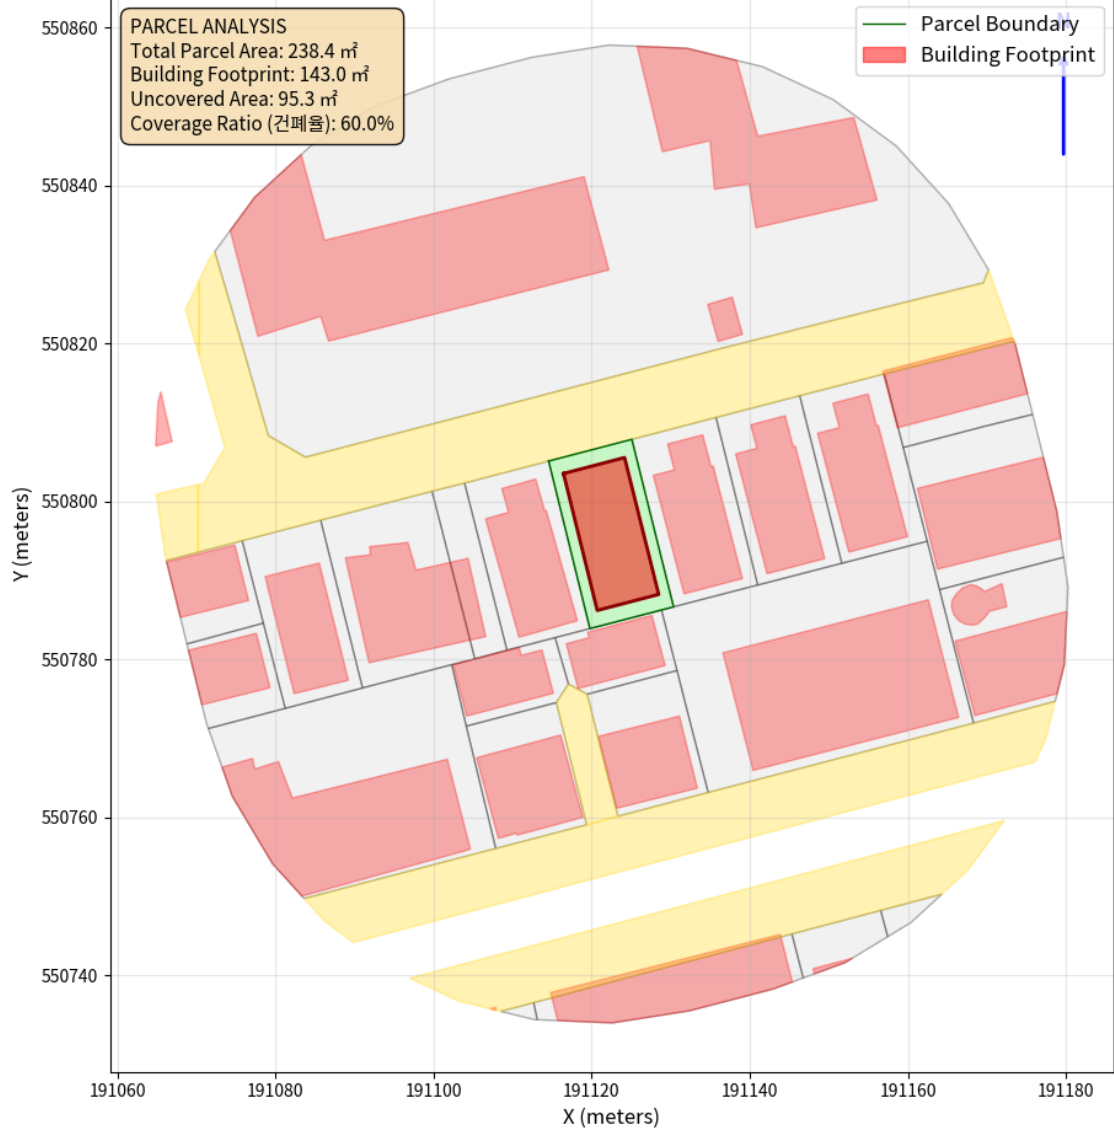 PARCEL ANALYSIS
Total Parcel Area: 238.4 ㎡
Building Footprint: 143.0 ㎡
Uncovered Area: 95.3 ㎡
Coverage Ratio (건폐율): 60.0%
Parcel Boundary
Building Footprint
N
550860
550840
550820
550800
550780
550760
550740
Y (meters)
191060 191080 191100 191120 191140 191160 191180
X (meters)